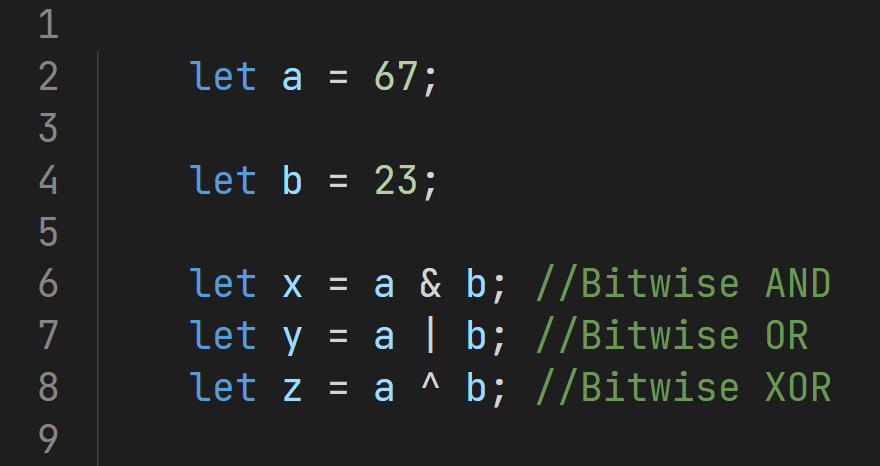 1
2 let a = 67;
3
4 let b = 23;
5
6 let x = a & b; //Bitwise AND
7 let y = a | b; //Bitwise OR
8 let z = a ^ b; //Bitwise XOR
9